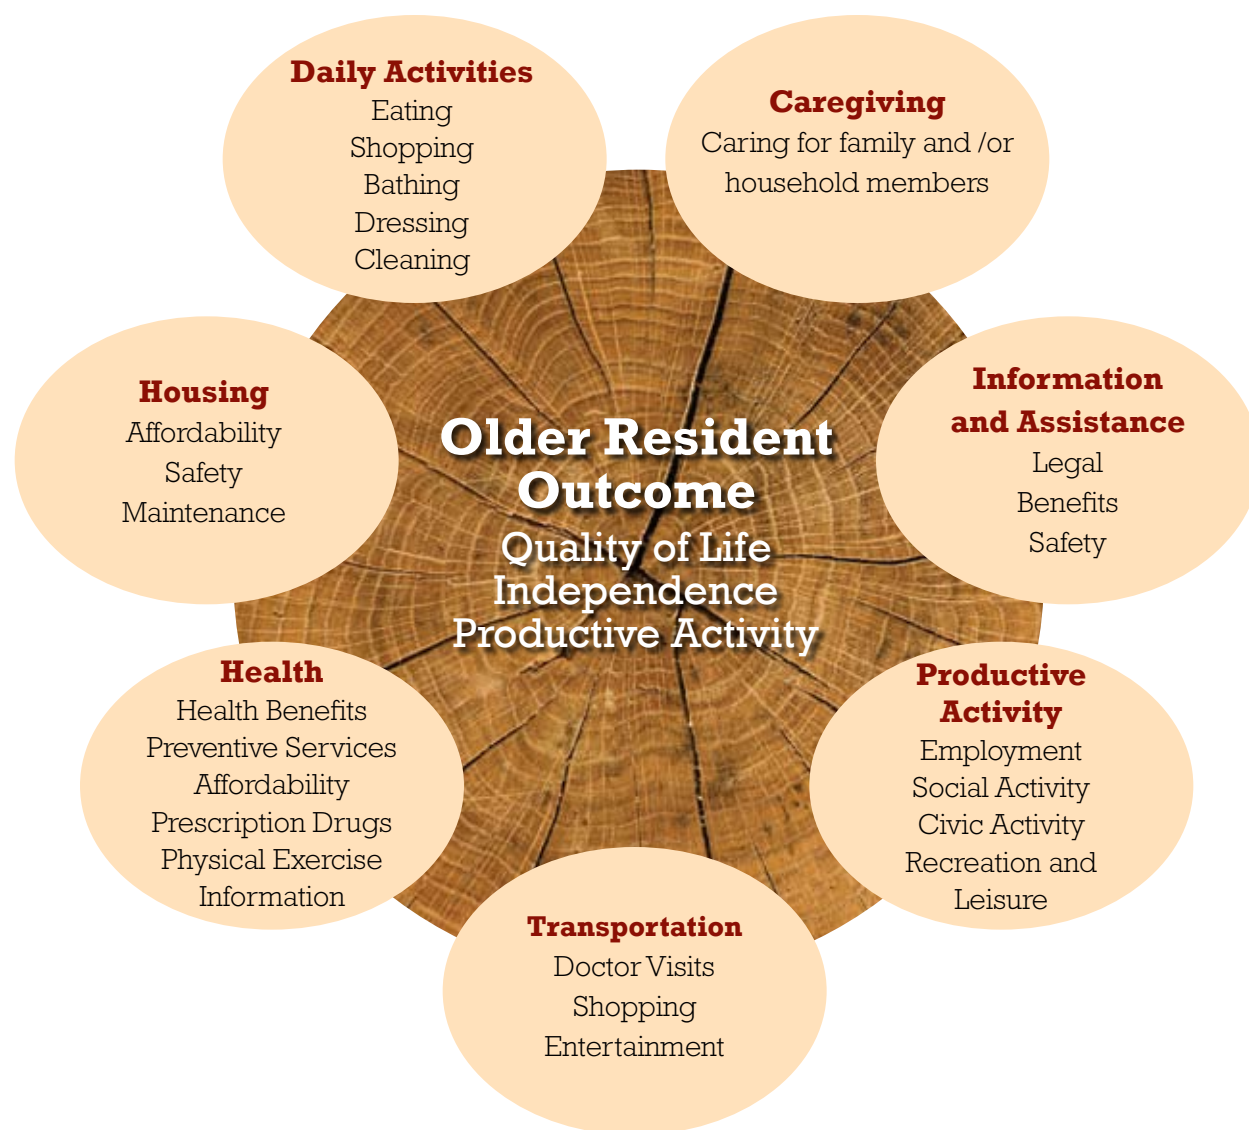 Daily Activities
Eating
Shopping
Bathing
Dressing
Cleaning
Caregiving
Caring for family and /or
household members
Housing
Affordability
Safety
Maintenance
Older Resident
Outcome
Quality of Life
Independence
Productive Activity
Information
and Assistance
Legal
Benefits
Safety
Health
Health Benefits
Preventive Services
Affordability
Prescription Drugs
Physical Exercise
Information
Productive
Activity
Employment
Social Activity
Civic Activity
Recreation and
Leisure
Transportation
Doctor Visits
Shopping
Entertainment